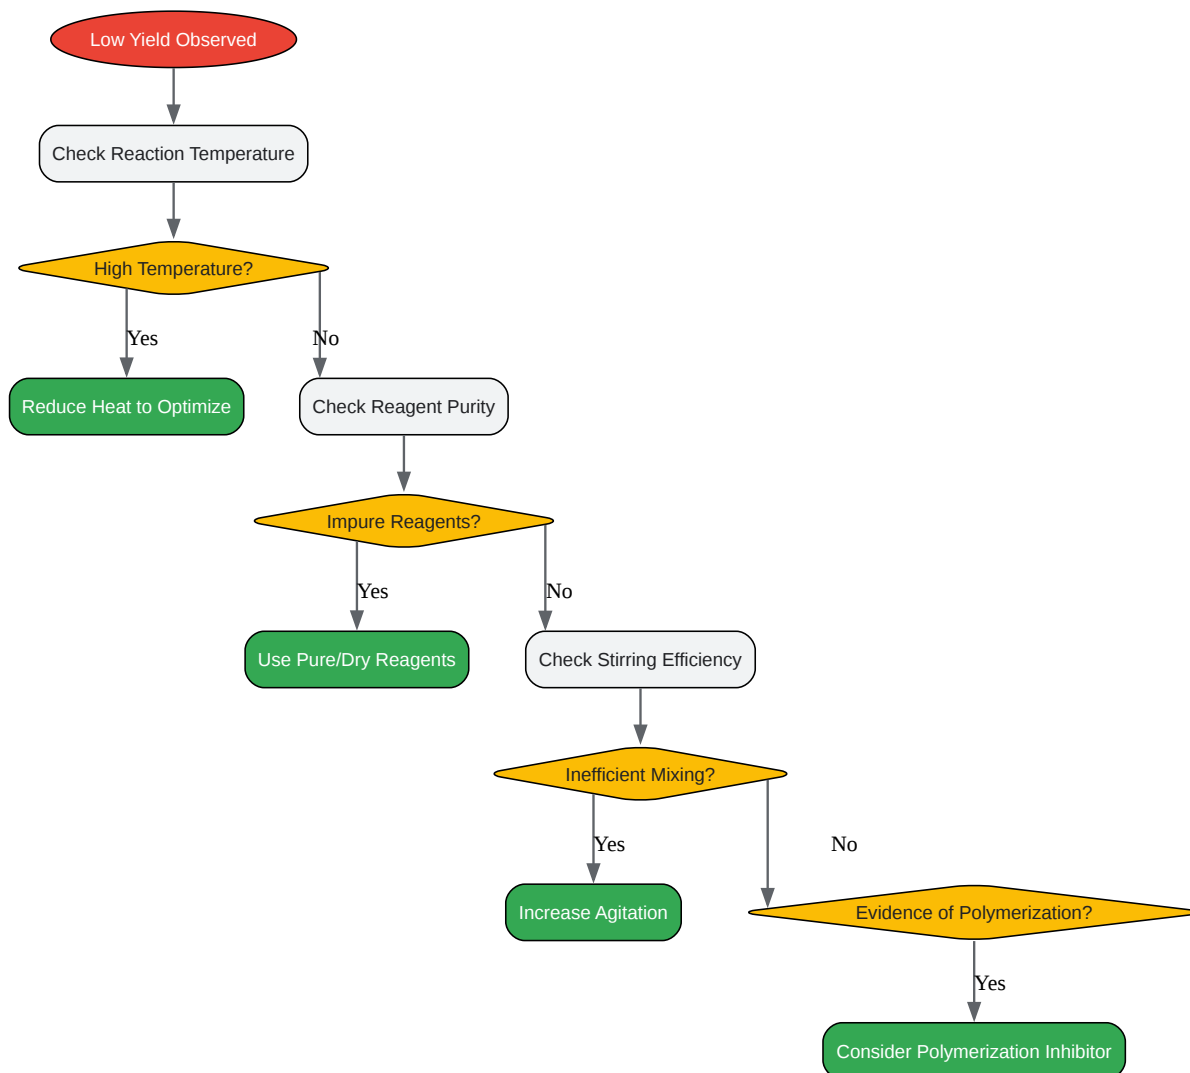 Low Yield Observed
Check Reaction Temperature
High Temperature?
Yes
No
Reduce Heat to Optimize
Check Reagent Purity
Impure Reagents?
Yes
No
Use Pure/Dry Reagents
Check Stirring Efficiency
Inefficient Mixing?
Yes
No
Increase Agitation
Evidence of Polymerization?
Yes
Consider Polymerization Inhibitor